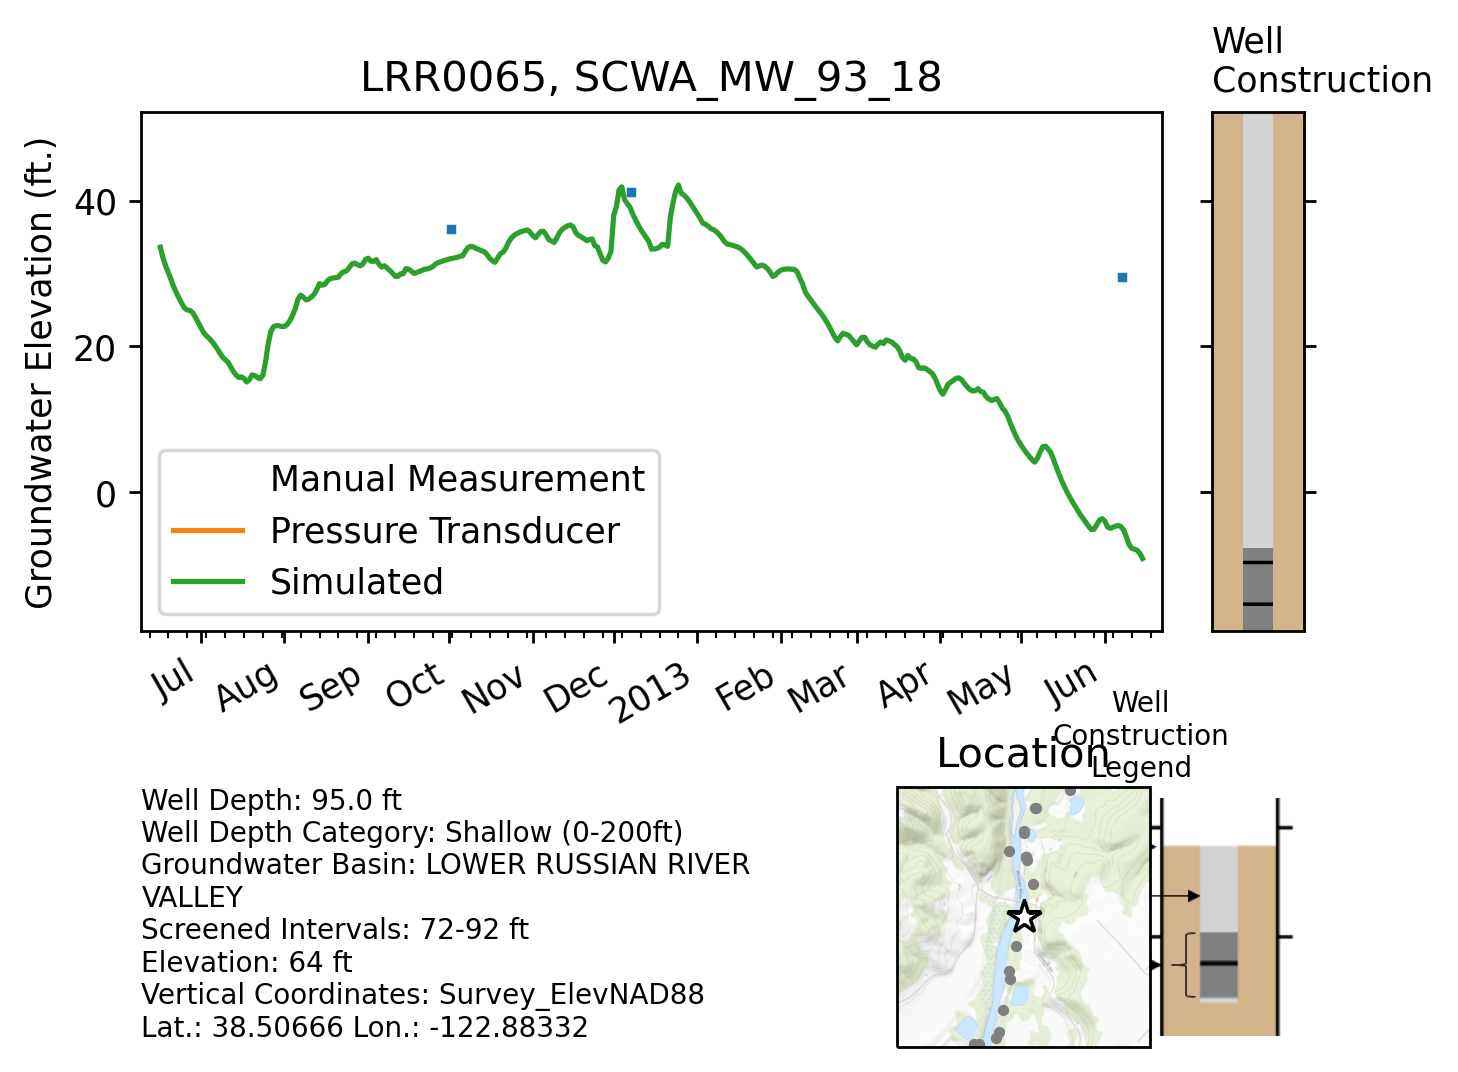 Well
Construction
LRR0065, SCWA_MW_93_18
Groundwater Elevation (ft.)
40
20
0
Manual Measurement
Pressure Transducer
Simulated
Jul
Aug
Sep
Oct
Nov
Dec
2013
Feb
Mar
Apr
May
Jun
Well
Construction
Legend
Location
Well Depth: 95.0 ft
Well Depth Category: Shallow (0-200ft)
Groundwater Basin: LOWER RUSSIAN RIVER
VALLEY
Screened Intervals: 72-92 ft
Elevation: 64 ft
Vertical Coordinates: Survey_ElevNAD88
Lat.: 38.50666 Lon.: -122.88332